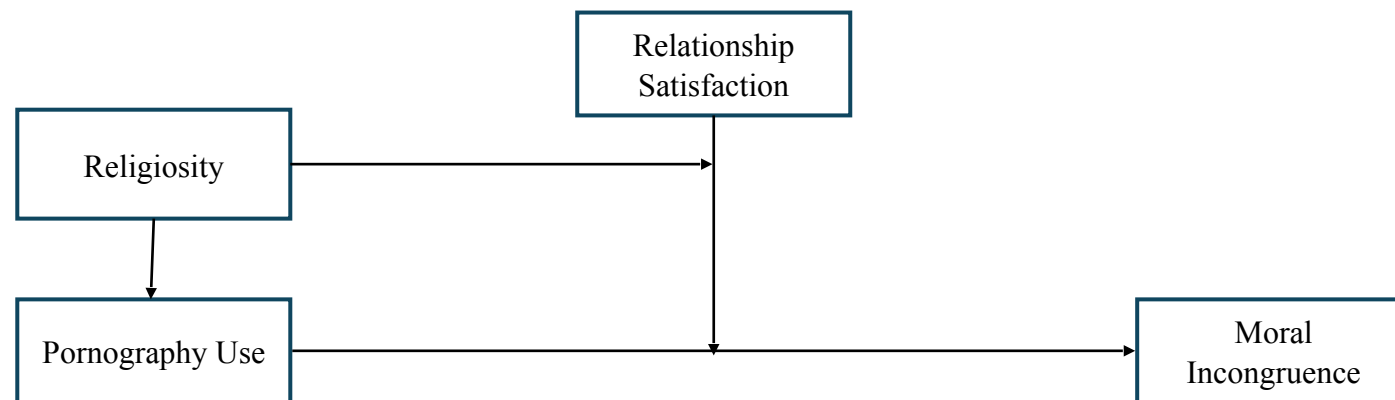 Relationship
Satisfaction
Religiosity
Pornography Use
Moral
Incongruence